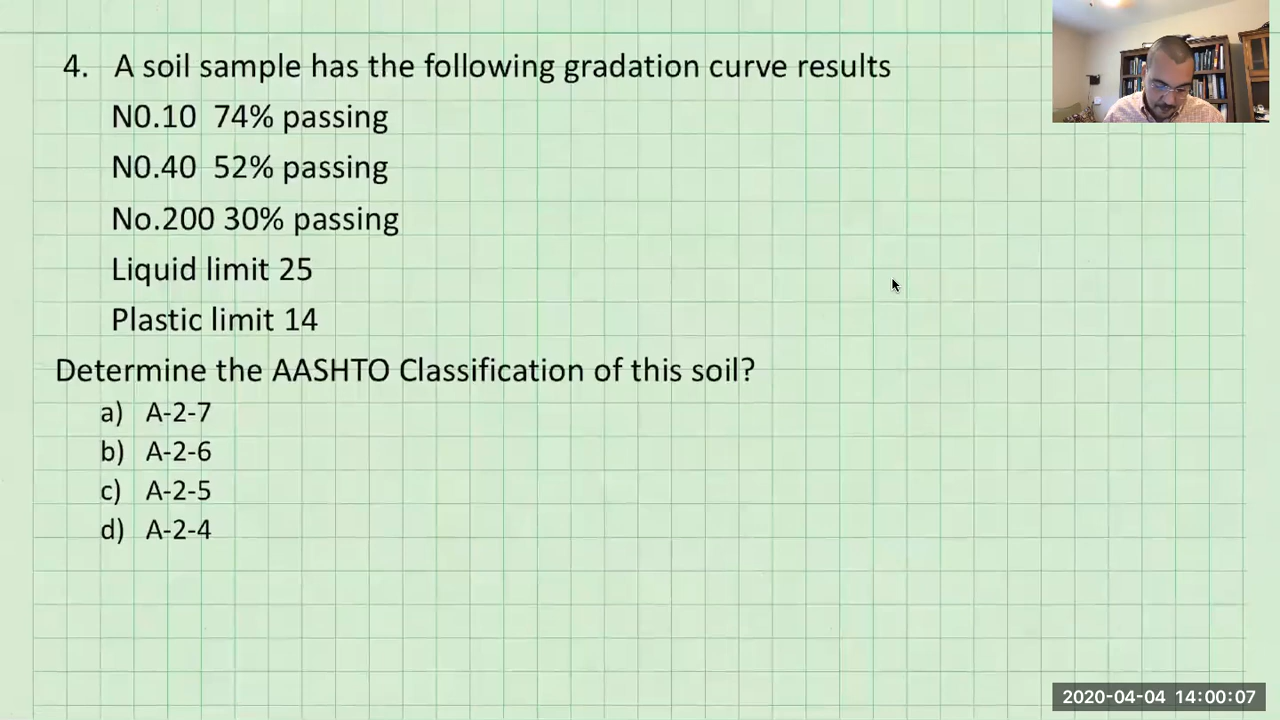 4. A soil sample has the following gradation curve results
N0.10 74% passing
N0.40 52% passing
No.200 30% passing
Liquid limit 25
Plastic limit 14
Determine the AASHTO Classification of this soil?
a) A-2-7
b) A-2-6
c) A-2-5
d) A-2-4
2020-04-04 14:00:07